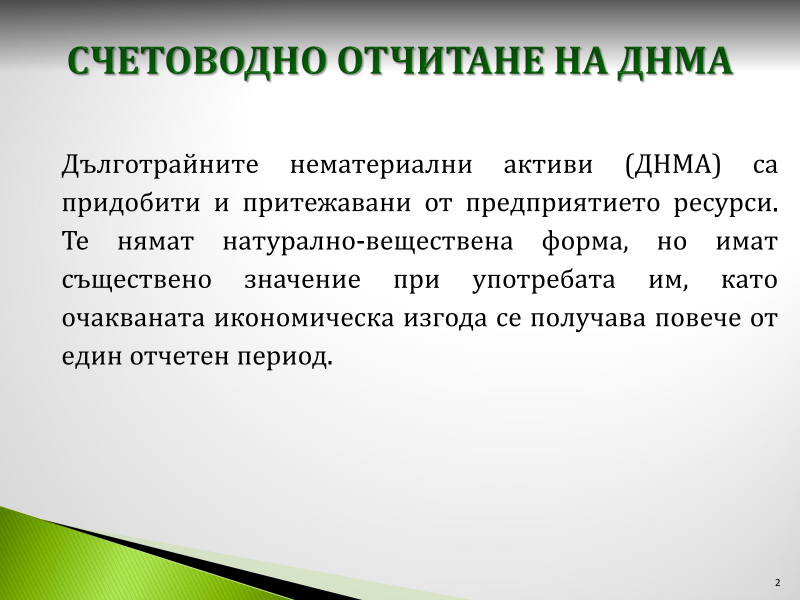 СЧЕТОВОДНО ОТЧИТАНЕ НА ДНМА
Дълготрайните нематериални активи (ДНМА) са
придобити и притежавани от предприятието ресурси.
Те нямат натурално-веществена форма, но имат
съществено значение при употребата им, като
очакваната икономическа изгода се получава повече от
един отчетен период.
2